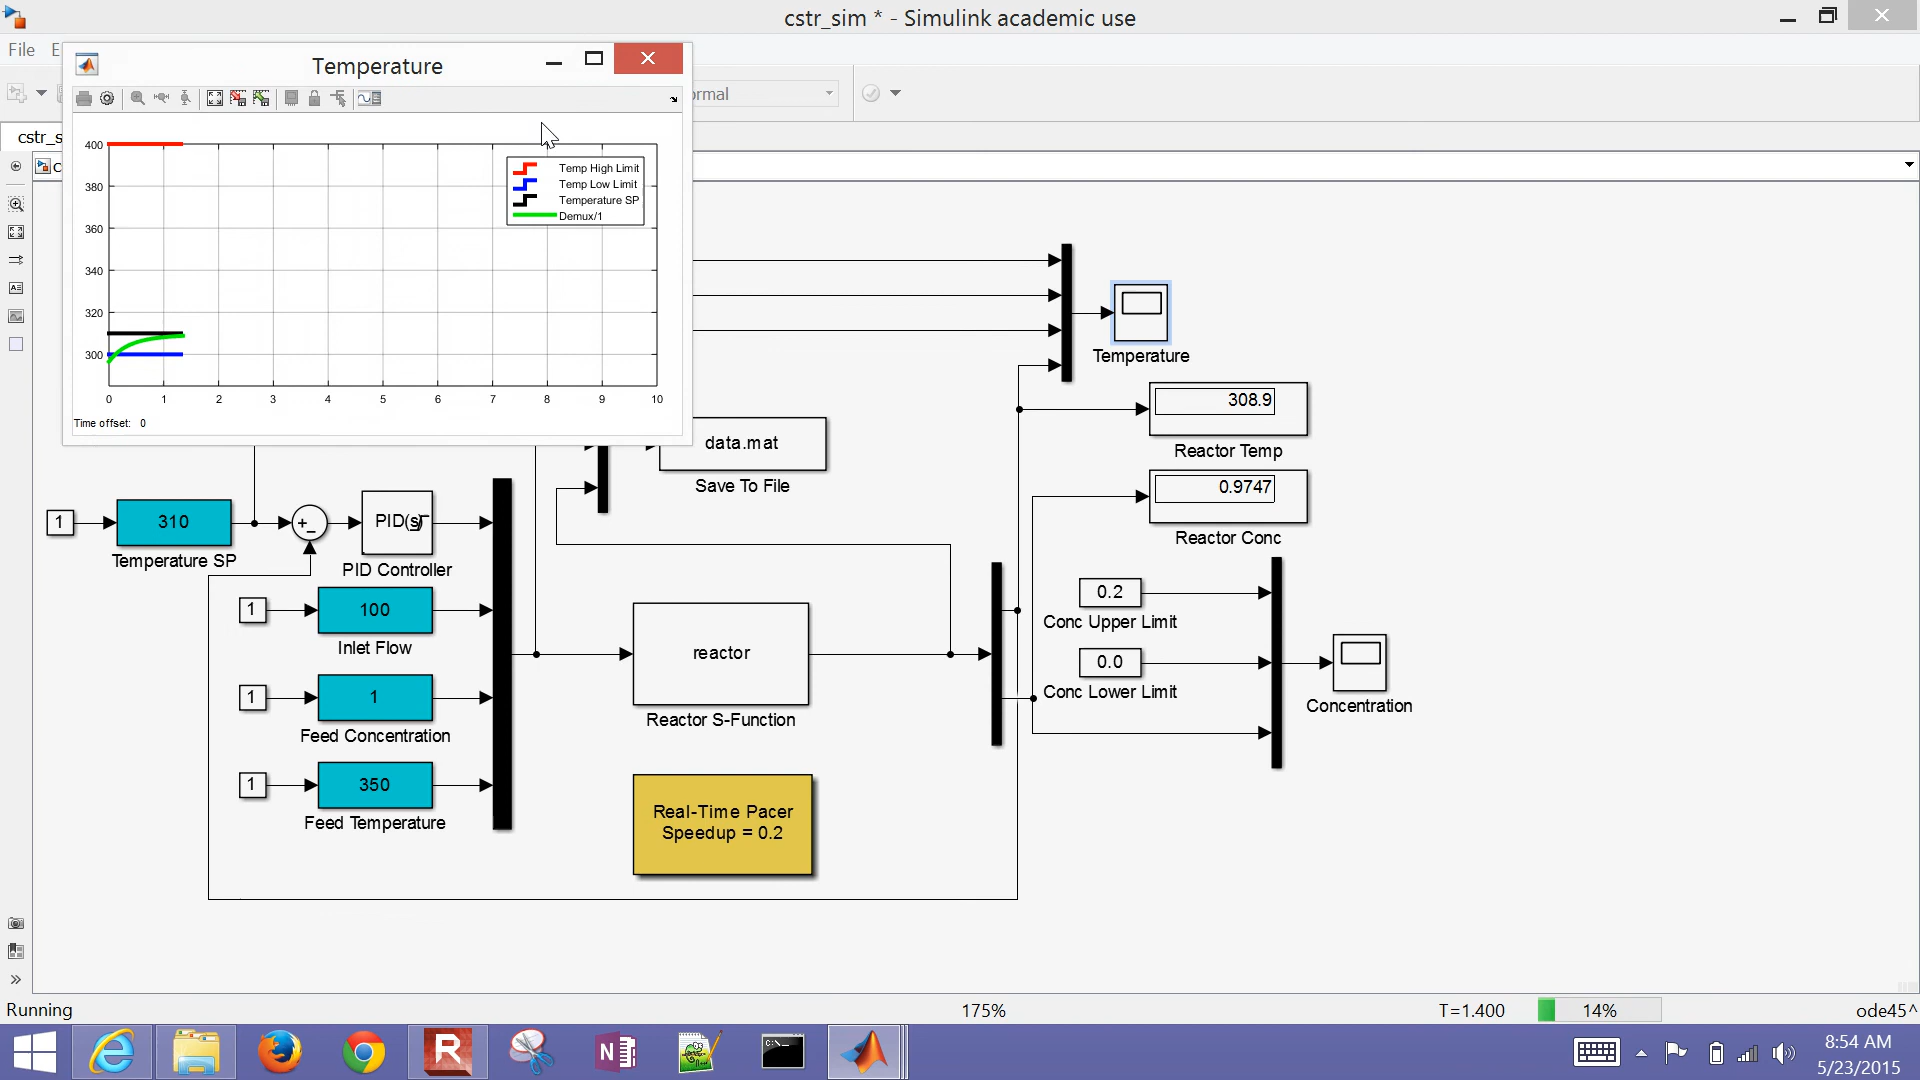 cstr_sim * - Simulink academic use
File E
Temperature
ormal
cstr_s
400
380
360
340
320
300
0 1 2 3 4 5 6 7 8 9 10
Time offset: 0
Temp High Limit
Temp Low Limit
Temperature SP
Demux/1
Temperature
308.9
Reactor Temp
0.9747
Reactor Conc
data.mat
Save To File
1
310
Temperature SP
+
-
PID(s)
PID Controller
1
100
Inlet Flow
1
1
Feed Concentration
1
350
Feed Temperature
reactor
Reactor S-Function
Real-Time Pacer
Speedup = 0.2
0.2
Conc Upper Limit
0.0
Conc Lower Limit
Concentration
Running
175%
T=1.400
14%
ode45
R
N
C:\_
8:54 AM
5/23/2015